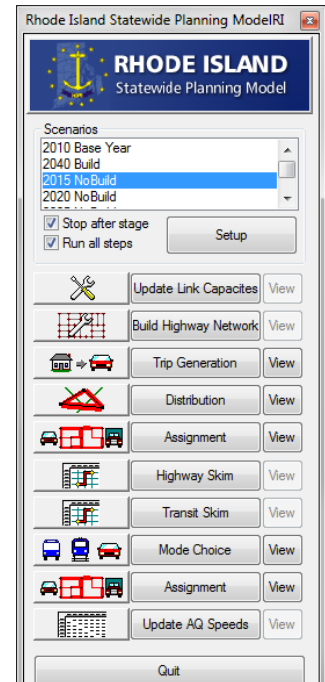 Rhode Island Statewide Planning ModelRI
RHODE ISLAND
Statewide Planning Model
Scenarios
2010 Base Year
2040 Build
2015 NoBuild
2020 NoBuild
Stop after stage
Run all steps
Setup
Update Link Capacites View
Build Highway Network View
Trip Generation View
Distribution View
Assignment View
Highway Skim View
Transit Skim View
Mode Choice View
Assignment View
Update AQ Speeds View
Quit